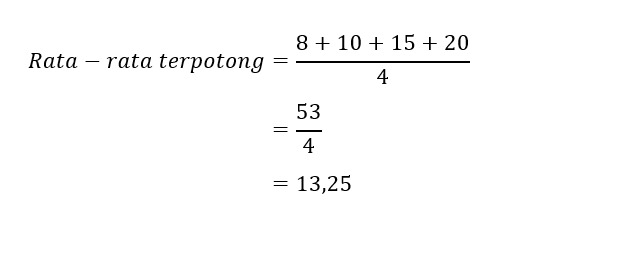 Rata − rata terpotong = (8 + 10 + 15 + 20)/4
= 53/4
= 13,25